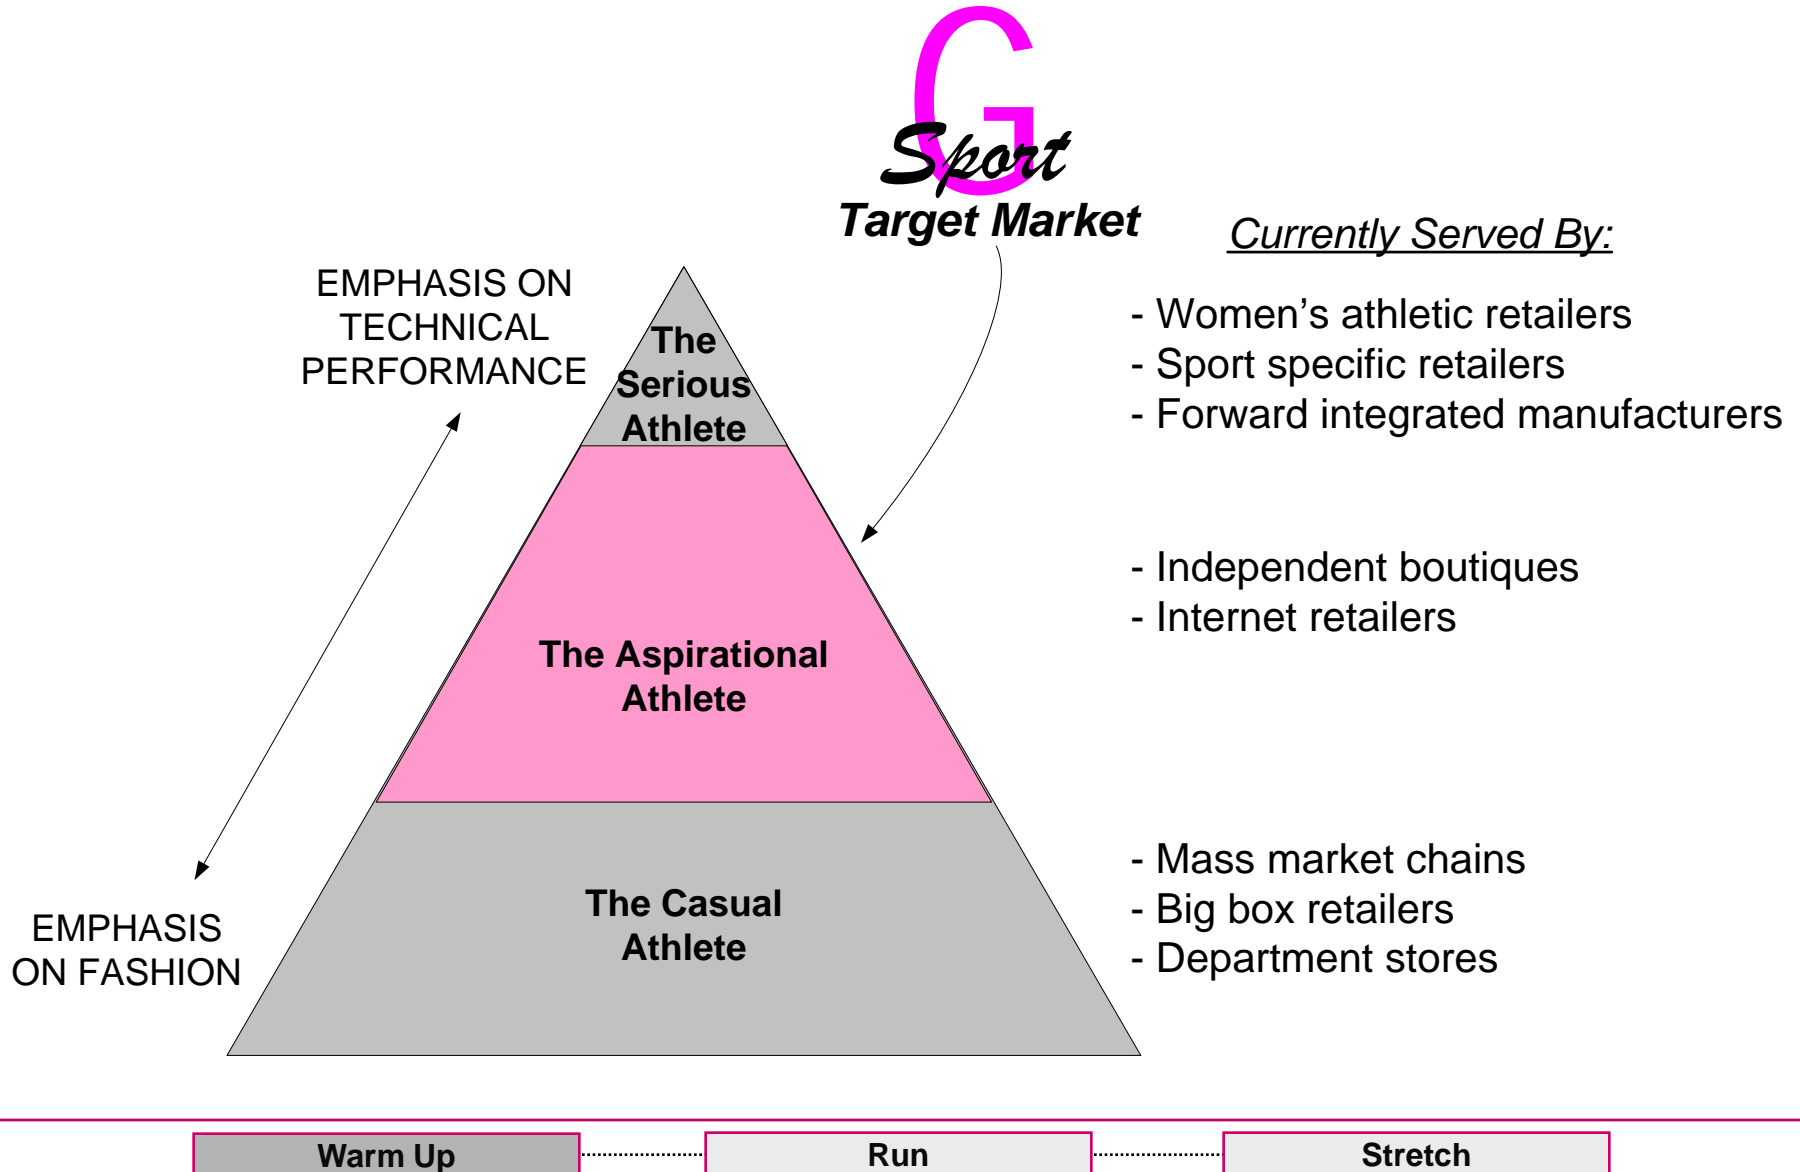 G
Sport
Target Market
Currently Served By:
EMPHASIS ON
TECHNICAL
PERFORMANCE
The
Serious
Athlete
- Women’s athletic retailers
- Sport specific retailers
- Forward integrated manufacturers
The Aspirational
Athlete
- Independent boutiques
- Internet retailers
EMPHASIS
ON FASHION
The Casual
Athlete
- Mass market chains
- Big box retailers
- Department stores
Warm Up
Run
Stretch